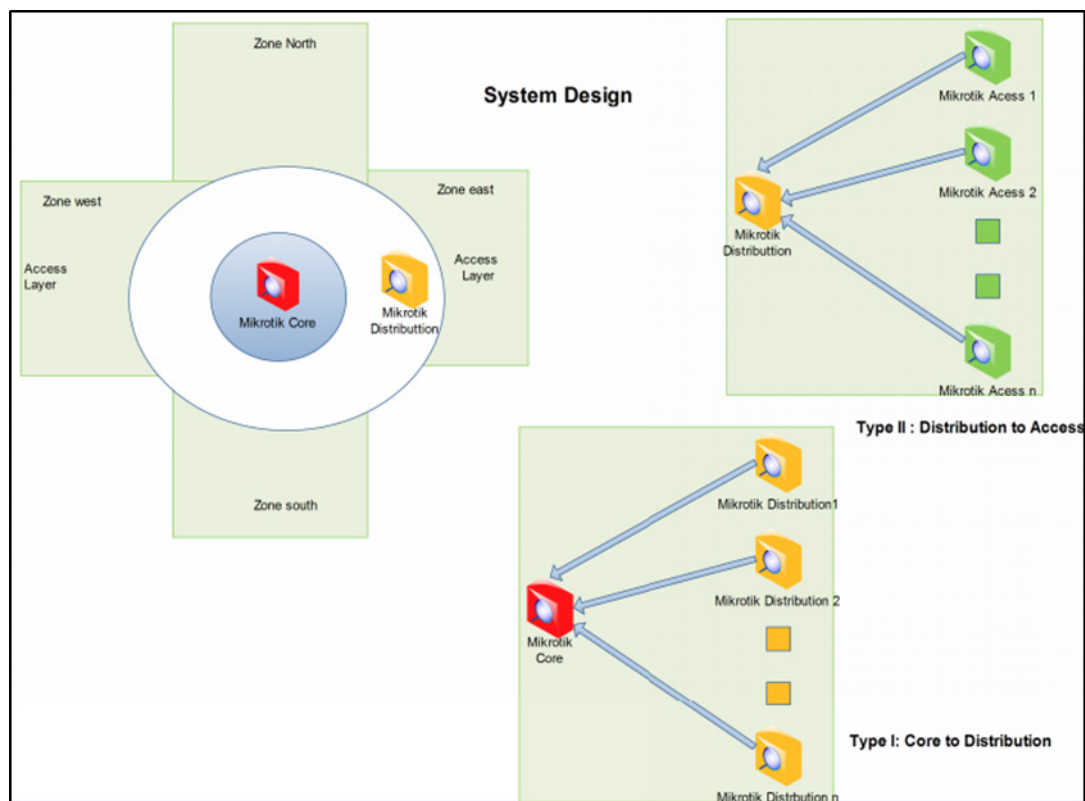 System Design
Zone North
Zone west
Zone east
Access
Layer
Access
Layer
Mikrotik Core
Mikrotik
Distributtion
Zone south
Mikrotik Acess 1
Mikrotik Acess 2
Mikrotik
Distributtion
Mikrotik Acess n
Type II : Distribution to Access
Mikrotik Distribution1
Mikrotik Distribution 2
Mikrotik
Core
Mikrotik Distrbution n
Type I: Core to Distribution